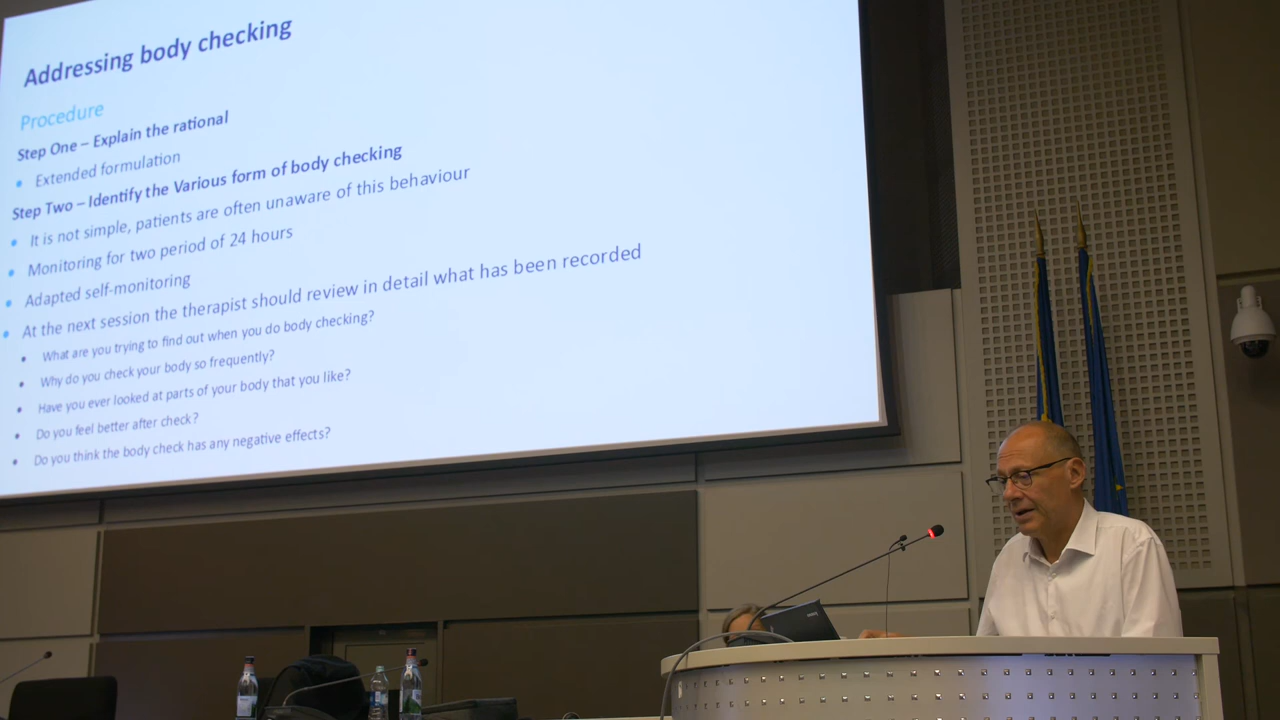 Addressing body checking
Procedure
Step One – Explain the rational
• Extended formulation
Step Two – Identify the Various form of body checking
• It is not simple, patients are often unaware of this behaviour
• Monitoring for two period of 24 hours
• Adapted self-monitoring
• At the next session the therapist should review in detail what has been recorded
• What are you trying to find out when you do body checking?
• Why do you check your body so frequently?
• Have you ever looked at parts of your body that you like?
• Do you feel better after check?
• Do you think the body check has any negative effects?